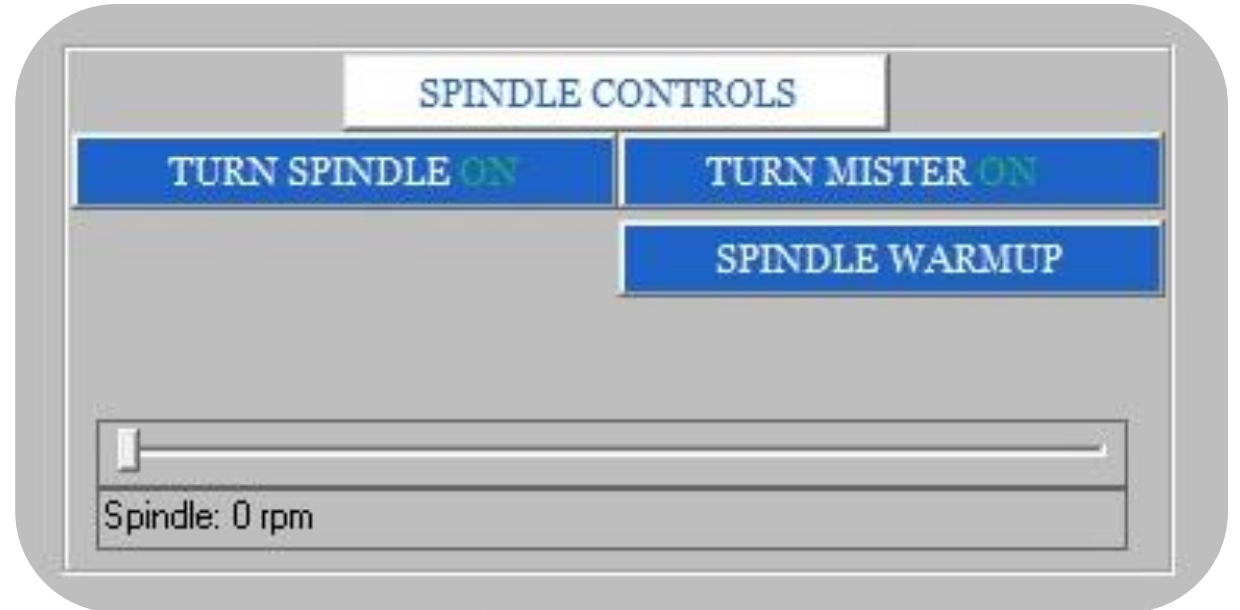 SPINDLE CONTROLS
TURN SPINDLE ON
TURN MISTER ON
SPINDLE WARMUP
Spindle: 0 rpm